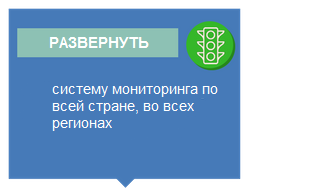 РАЗВЕРНУТЬ
систему мониторинга по
всей стране, во всех
регионах